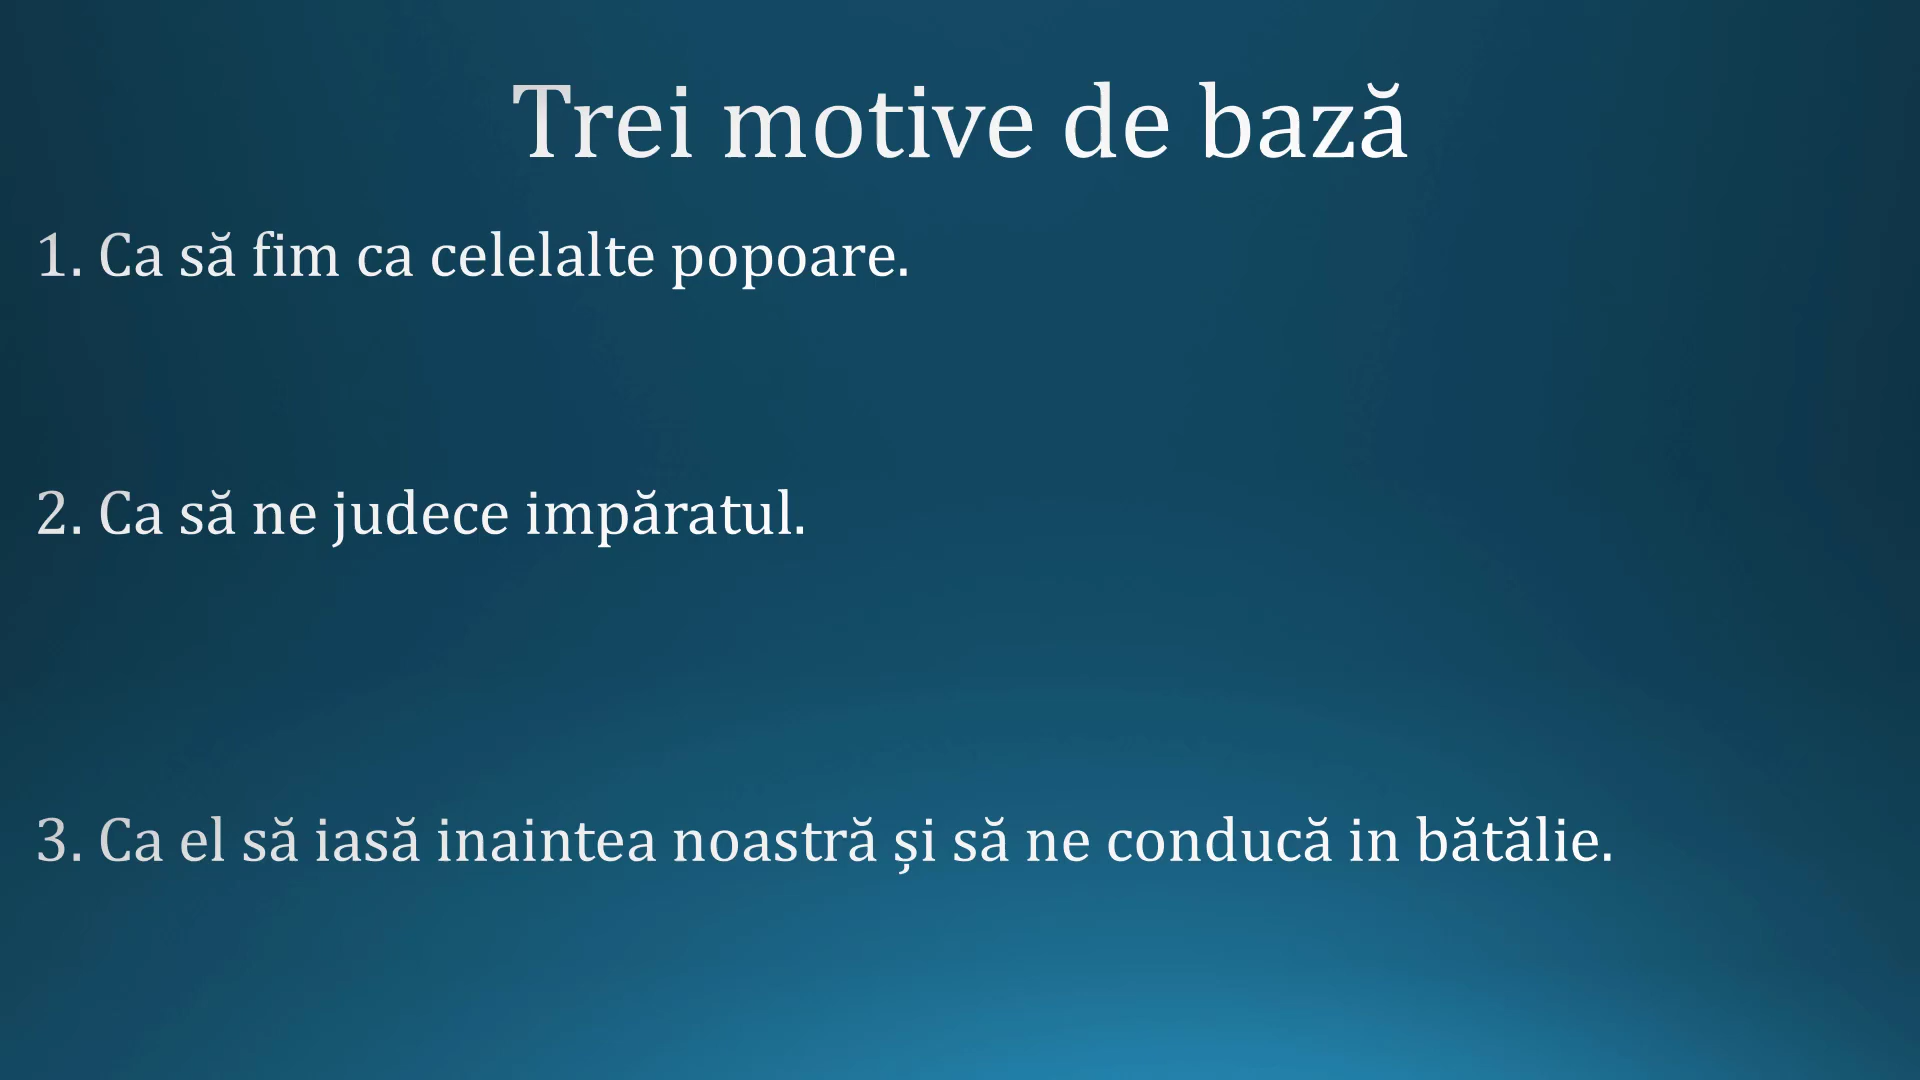 Trei motive de bază
1. Ca să fim ca celelalte popoare.
2. Ca să ne judece impăratul.
3. Ca el să iasă inaintea noastră și să ne conducă in bătălie.